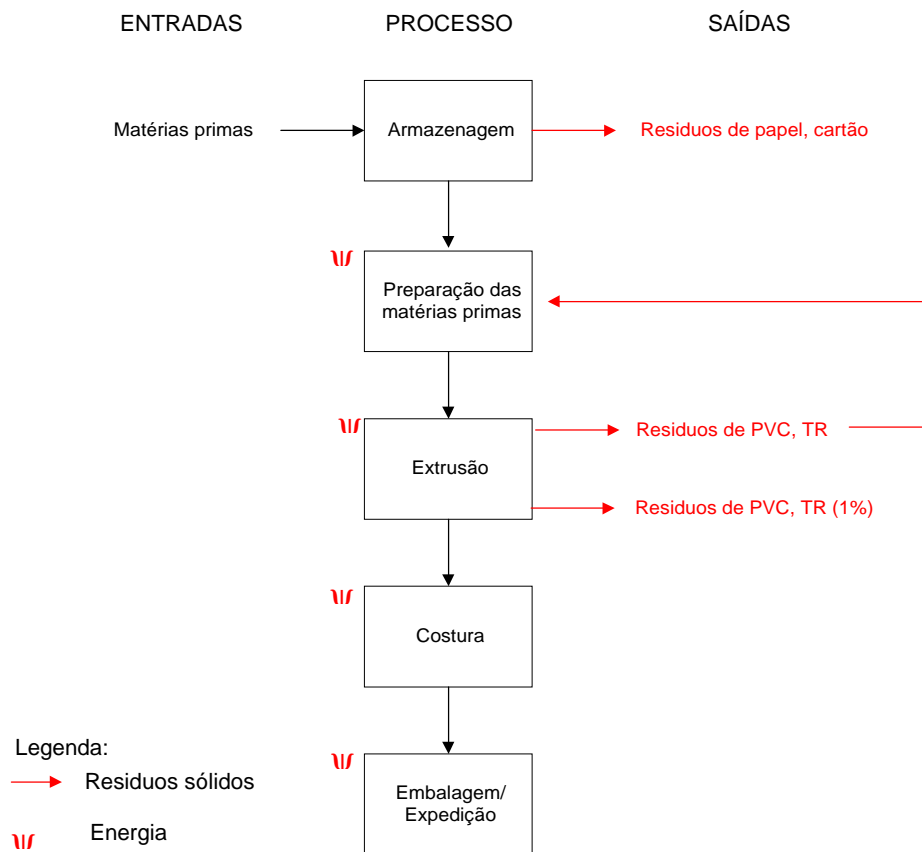 ENTRADAS
PROCESSO
SAÍDAS
Matérias primas
Armazenagem
Residuos de papel, cartão
Preparação das
matérias primas
Extrusão
Residuos de PVC, TR
Residuos de PVC, TR (1%)
Costura
Embalagem/
Expedição
Legenda:
Residuos sólidos
Energia